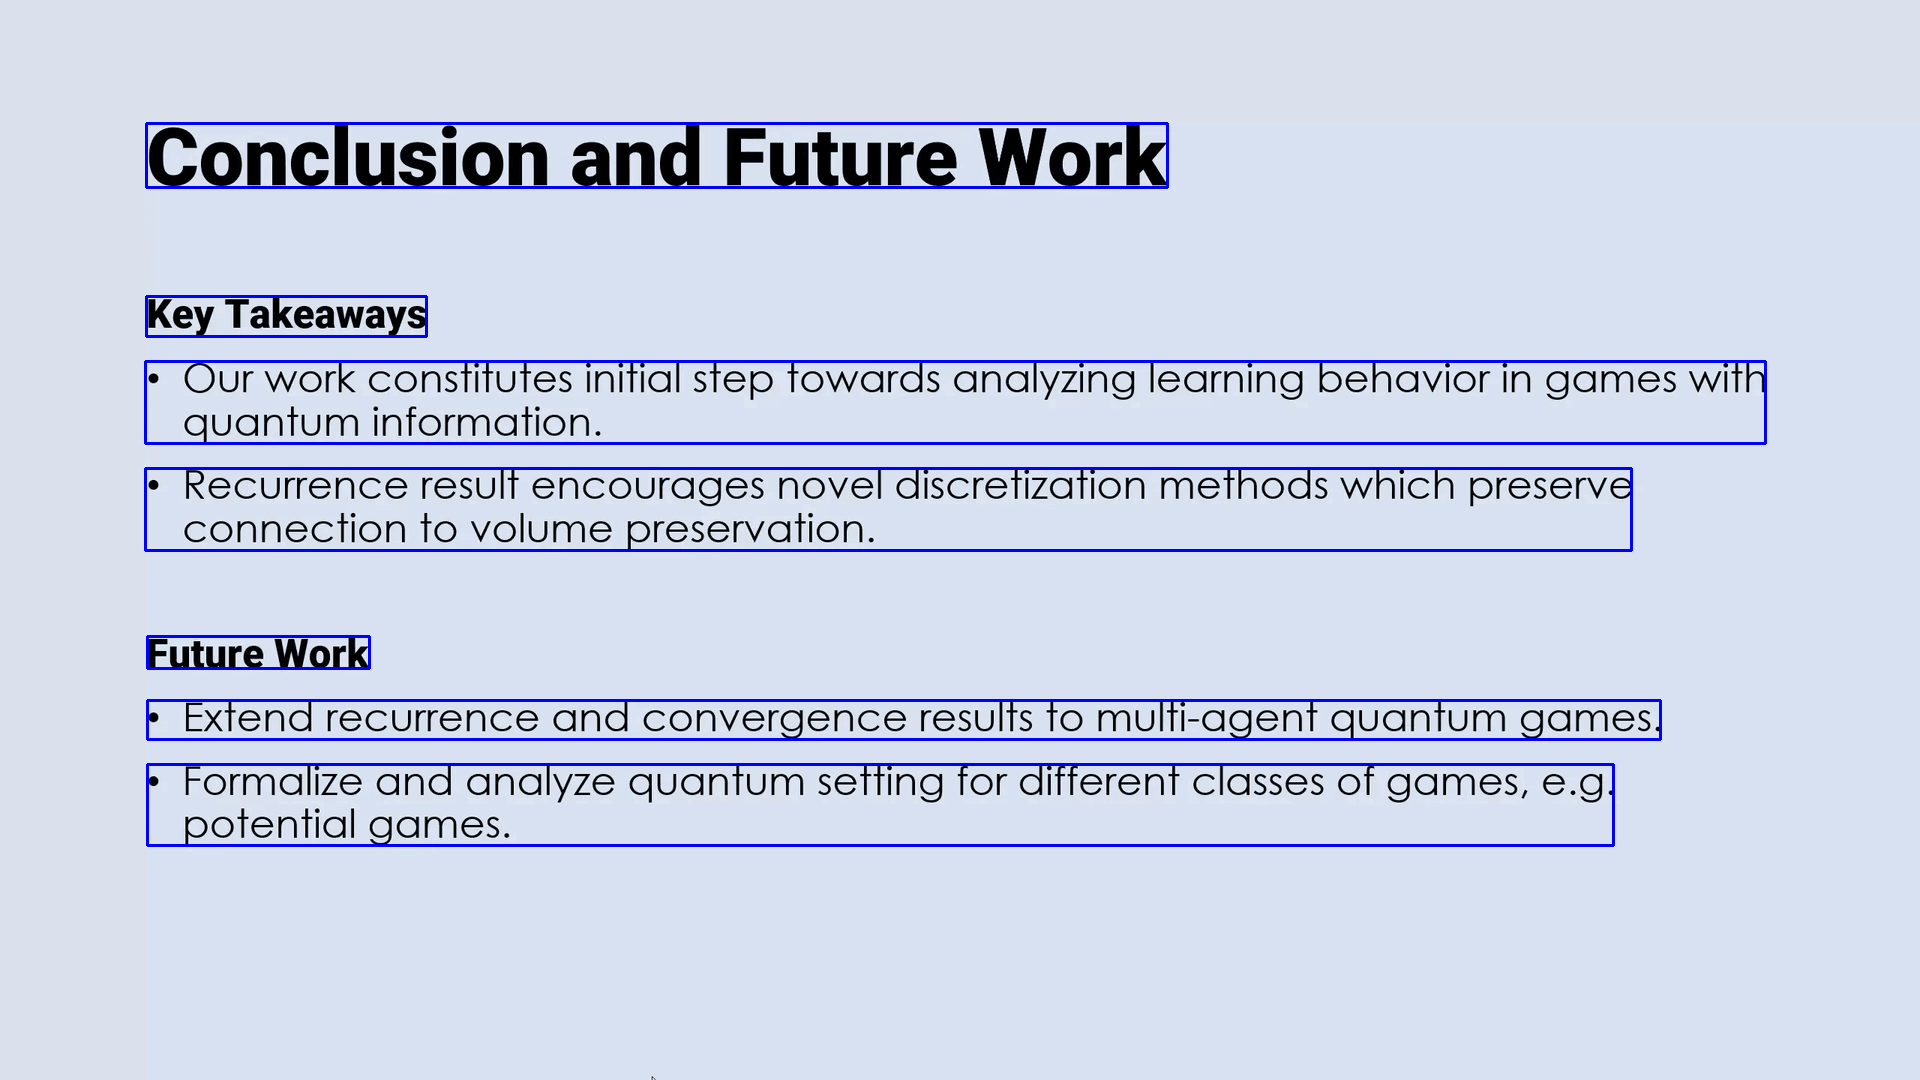 Conclusion and Future Work
Key Takeaways
• Our work constitutes initial step towards analyzing learning behavior in games with
quantum information.
• Recurrence result encourages novel discretization methods which preserve
connection to volume preservation.
Future Work
• Extend recurrence and convergence results to multi-agent quantum games.
• Formalize and analyze quantum setting for different classes of games, e.g.
potential games.